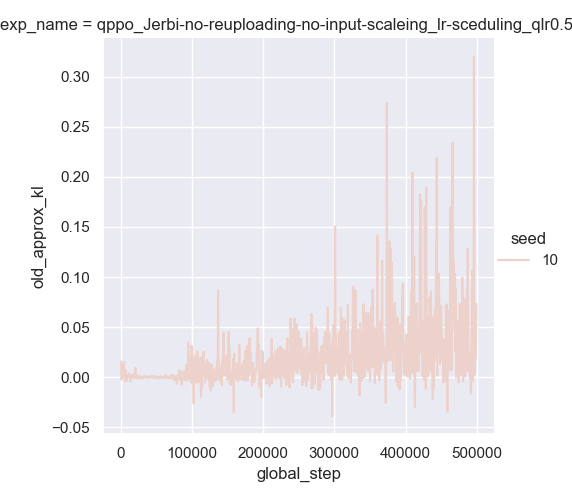 exp_name = qppo_Jerbi-no-reuploading-no-input-scaleing_lr-sceduling_qlr0.5
0.30
0.25
0.20
0.15
0.10
0.05
0.00
−0.05
old_approx_kl
seed
10
0 100000 200000 300000 400000 500000
global_step